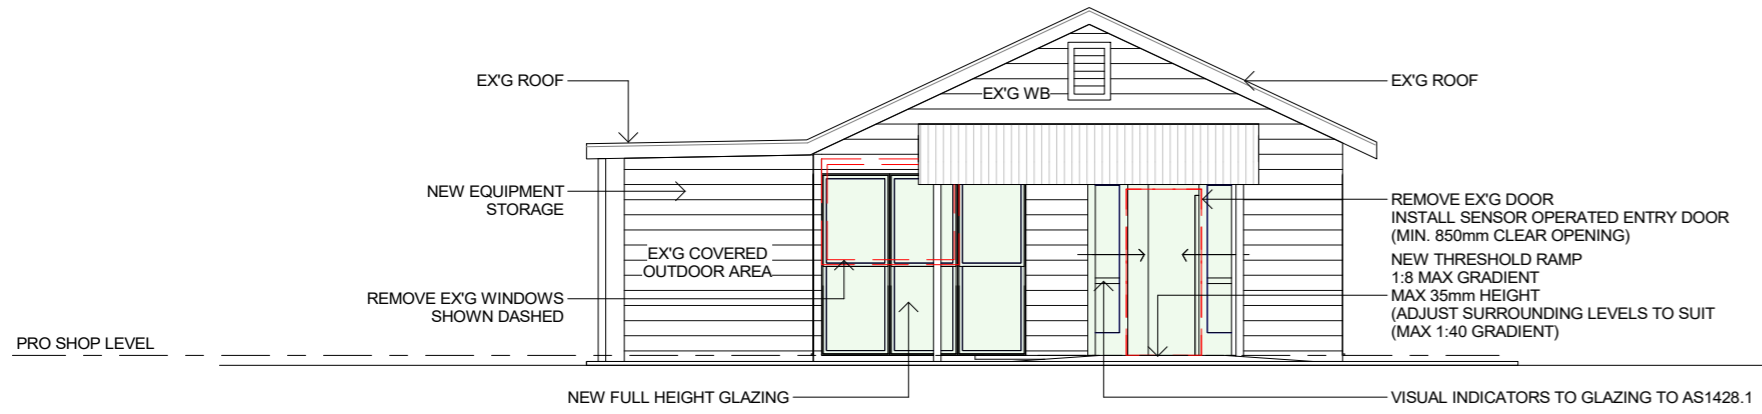 EX'G ROOF
EX'G WB
EX'G ROOF
NEW EQUIPMENT
STORAGE
EX'G COVERED
OUTDOOR AREA
REMOVE EX'G WINDOWS
SHOWN DASHED
REMOVE EX'G DOOR
INSTALL SENSOR OPERATED ENTRY DOOR
(MIN. 850mm CLEAR OPENING)
NEW THRESHOLD RAMP
1:8 MAX GRADIENT
MAX 35mm HEIGHT
(ADJUST SURROUNDING LEVELS TO SUIT
(MAX 1:40 GRADIENT)
PRO SHOP LEVEL
NEW FULL HEIGHT GLAZING
VISUAL INDICATORS TO GLAZING TO AS1428.1